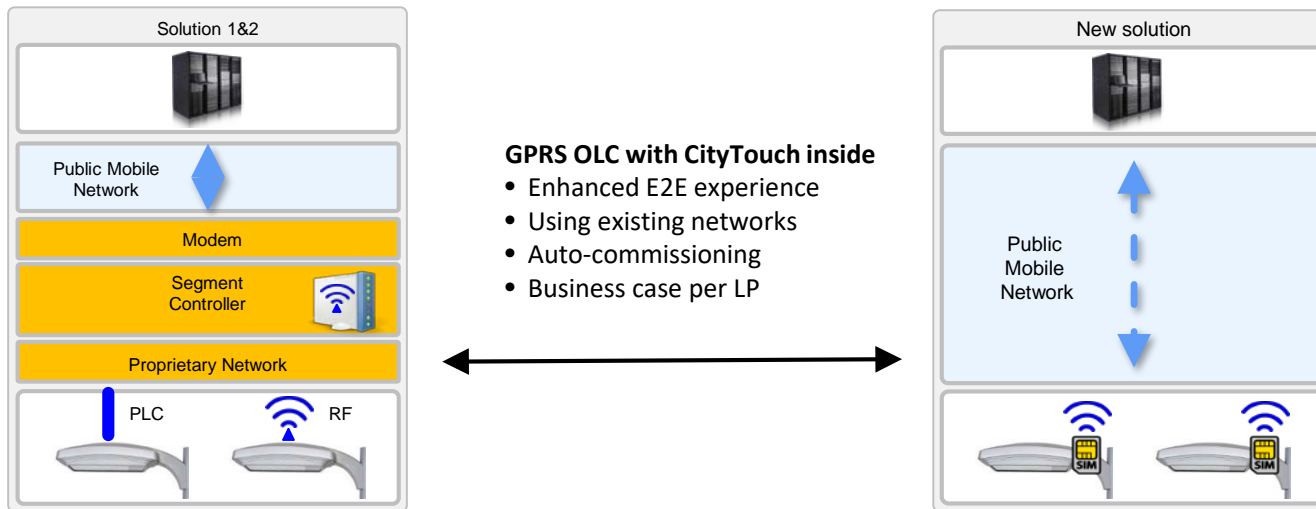 Solution 1&2
Public Mobile
Network
Modem
Segment
Controller
Proprietary Network
PLC
RF
GPRS OLC with CityTouch inside
• Enhanced E2E experience
• Using existing networks
• Auto-commissioning
• Business case per LP
New solution
Public
Mobile
Network
SIM
SIM